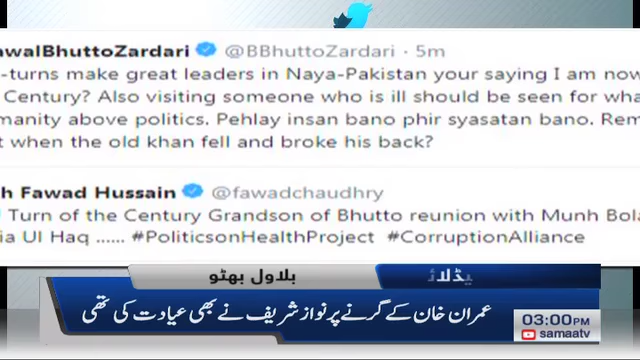 awalBhuttoZardari @BBhuttoZardari · 5m
-turns make great leaders in Naya-Pakistan your saying I am now
Century? Also visiting someone who is ill should be seen for wha
manity above politics. Pehlay insan bano phir syasatan bano. Rem
t when the old khan fell and broke his back?
h Fawad Hussain @fawadchaudhry
Turn of the Century Grandson of Bhutto reunion with Munh Bola
ia Ul Haq ...... #PoliticsonHealthProject #CorruptionAlliance
بلاول بھٹو
یڈلائ
عمران خان کے گرنے پر نواز شریف نے بھی عیادت کی تھی
03:00PM
samaatv